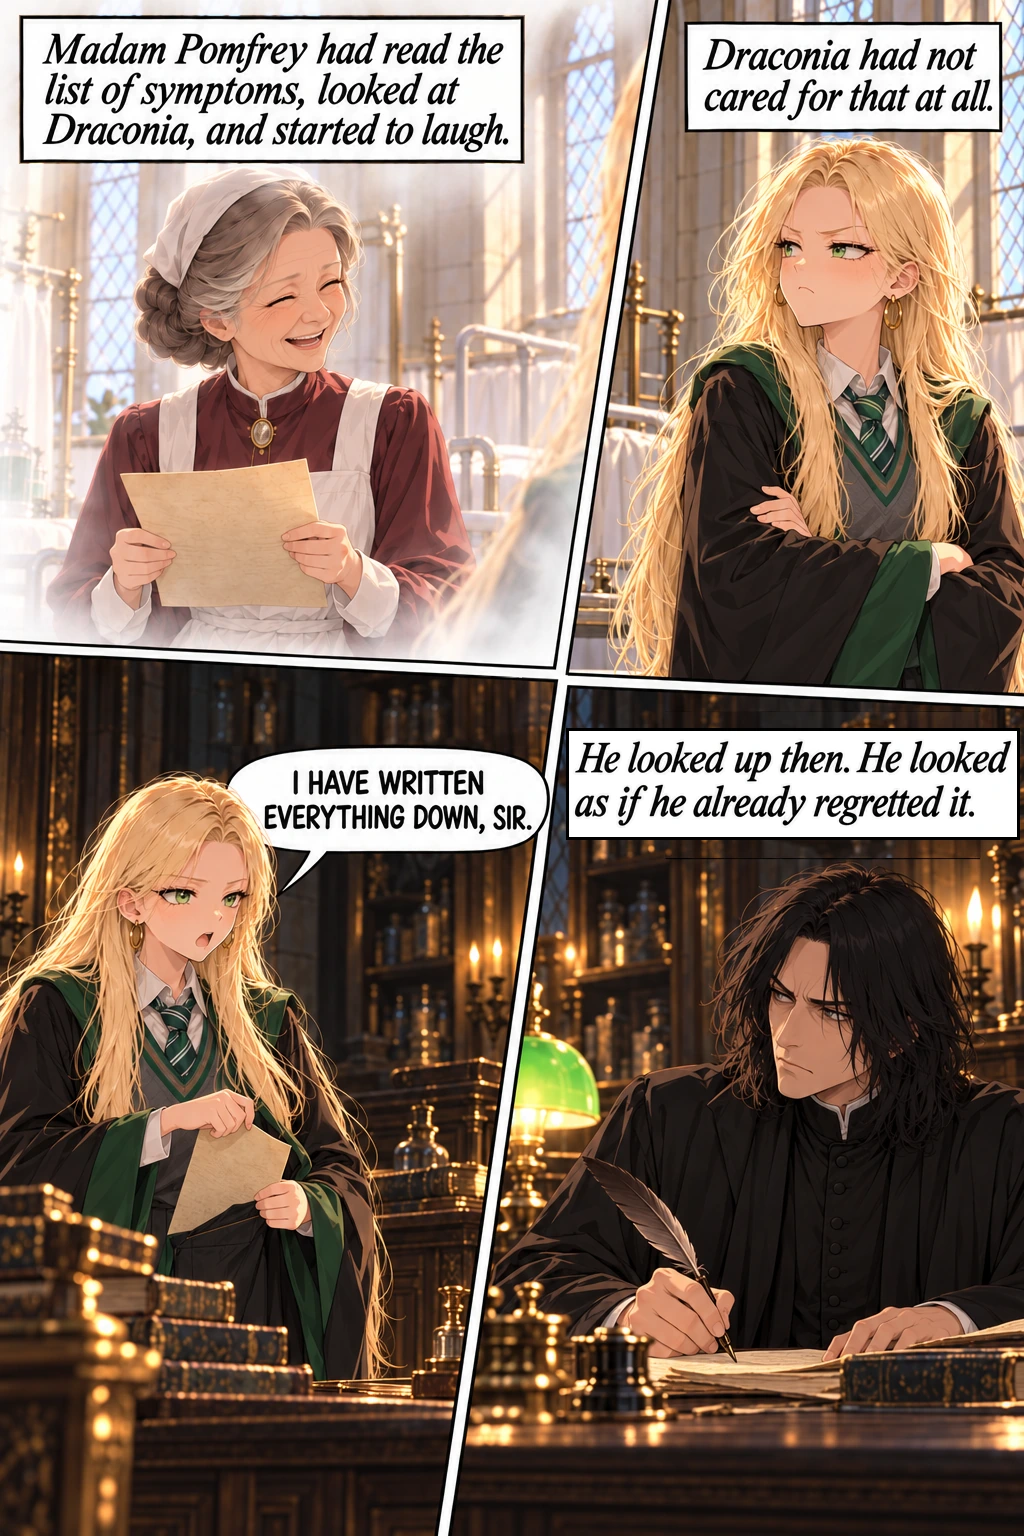 Madam Pomfrey had read the
list of symptoms, looked at
Draconia, and started to laugh.
Draconia had not
cared for that at all.
I HAVE WRITTEN
EVERYTHING DOWN, SIR.
He looked up then. He looked
as if he already regretted it.